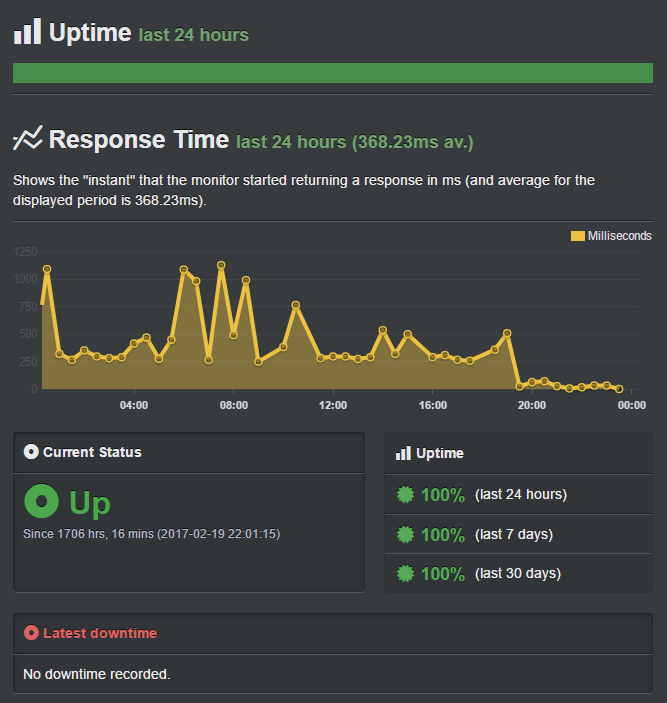 Uptime last 24 hours
Response Time last 24 hours (368.23ms av.)
Shows the "instant" that the monitor started returning a response in ms (and average for the
displayed period is 368.23ms).
Milliseconds
1250
1000
750
500
250
0
04:00 08:00 12:00 16:00 20:00 00:00
Current Status
Up
Since 1706 hrs, 16 mins (2017-02-19 22:01:15)
Uptime
100% (last 24 hours)
100% (last 7 days)
100% (last 30 days)
Latest downtime
No downtime recorded.